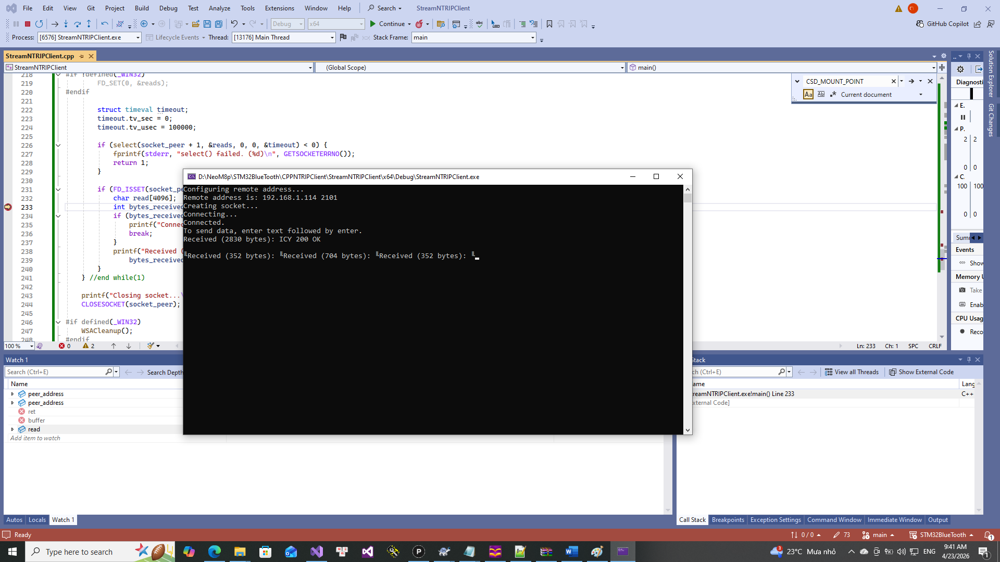 File Edit View Git Project Build Debug Test Analyze Tools Extensions Window Help Search StreamNTRIPClient
Debug x64 Continue GitHub Copilot
Process: [6576] StreamNTRIPClient.exe Lifecycle Events Thread: [13176] Main Thread Stack Frame: main
StreamNTRIPClient.cpp
StreamNTRIPClient (Global Scope) main()
218 #if !defined(_WIN32)
219 FD_SET(0, &reads);
220 #endif
221
222 struct timeval timeout;
223 timeout.tv_sec = 0;
224 timeout.tv_usec = 100000;
225
226 if (select(socket_peer + 1, &reads, 0, 0, &timeout) < 0) {
227 fprintf(stderr, "select() failed. (%d)\n", GETSOCKETERRNO());
228 return 1;
229 }
230
231 if (FD_ISSET(socket_pe
232 char read[4096];
233 int bytes_received
234 if (bytes_received
235 printf("Connec
236 break;
237 }
238 printf("Received (
239 bytes_received
240 }
241 } //end while(1)
242
243 printf("Closing socket...\
244 CLOSESOCKET(socket_peer);
245
246 #if defined(_WIN32)
247 WSACleanup();
248 #endif
CSD_MOUNT_POINT
Aa Ab Current document
D:\NeoM8p\STM32BlueTooth\CPPNTRIPClient\StreamNTRIPClient\x64\Debug\StreamNTRIPClient.exe
Configuring remote address...
Remote address is: 192.168.1.114 2101
Creating socket...
Connecting...
Connected.
To send data, enter text followed by enter.
Received (2830 bytes): ICY 200 OK
╙Received (352 bytes): ╙Received (704 bytes): ╙Received (352 bytes): ╙
100 % 0 2 Ln: 233 Ch: 1 SPC CRLF
Diagnosti
E.
P.
2 2
0 0
C.
100 100
0 0
Sum
Events
Show
Memory U
Take
Enab
CPU Usag
Reco
Solution Explorer
Git Changes
Watch 1
Search (Ctrl+E) Search Depth
Name
peer_address
peer_address
ret
buffer
read
Add item to watch
Autos Locals Watch 1
Stack
ch (Ctrl+E) View all Threads Show External Code
ame Lang
reamNTRIPClient.exe!main() Line 233 C++
xternal Code]
Call Stack Breakpoints Exception Settings Command Window Immediate Window Output
Ready 0 / 0 73 main STM32BlueTooth 1
Type here to search 3 23°C Mưa nhỏ ENG 9:41 AM
4/23/2026
1